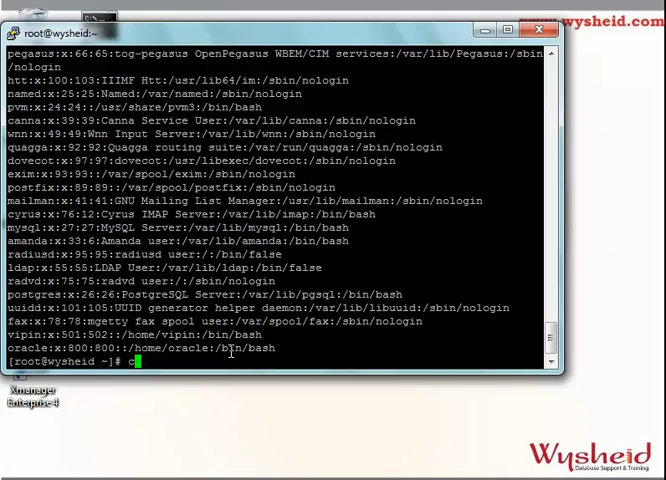 root@wysheid:~
www.wysheid.com
pegasus:x:66:65:tog-pegasus OpenPegasus WBEM/CIM services:/var/lib/Pegasus:/sbin
/nologin
htt:x:100:103:IIIMF Htt:/usr/lib64/im:/sbin/nologin
named:x:25:25:Named:/var/named:/sbin/nologin
pvm:x:24:24::/usr/share/pvm3:/bin/bash
canna:x:39:39:Canna Service User:/var/lib/canna:/sbin/nologin
wnn:x:49:49:Wnn Input Server:/var/lib/wnn:/sbin/nologin
quagga:x:92:92:Quagga routing suite:/var/run/quagga:/sbin/nologin
dovecot:x:97:97:dovecot:/usr/libexec/dovecot:/sbin/nologin
exim:x:93:93::/var/spool/exim:/sbin/nologin
postfix:x:89:89::/var/spool/postfix:/sbin/nologin
mailman:x:41:41:GNU Mailing List Manager:/usr/lib/mailman:/sbin/nologin
cyrus:x:76:12:Cyrus IMAP Server:/var/lib/imap:/bin/bash
mysql:x:27:27:MySQL Server:/var/lib/mysql:/bin/bash
amanda:x:33:6:Amanda user:/var/lib/amanda:/bin/bash
radiusd:x:95:95:radiusd user:/:/bin/false
ldap:x:55:55:LDAP User:/var/lib/ldap:/bin/false
radvd:x:75:75:radvd user:/:/sbin/nologin
postgres:x:26:26:PostgreSQL Server:/var/lib/pgsql:/bin/bash
uuidd:x:101:105:UUID generator helper daemon:/var/lib/libuuid:/sbin/nologin
fax:x:78:78:mgetty fax spool user:/var/spool/fax:/sbin/nologin
vipin:x:501:502::/home/vipin:/bin/bash
oracle:x:800:800::/home/oracle:/bin/bash
[root@wysheid ~]# c
Xmanager
Enterprise 4
Wysheid
Database Support & Training